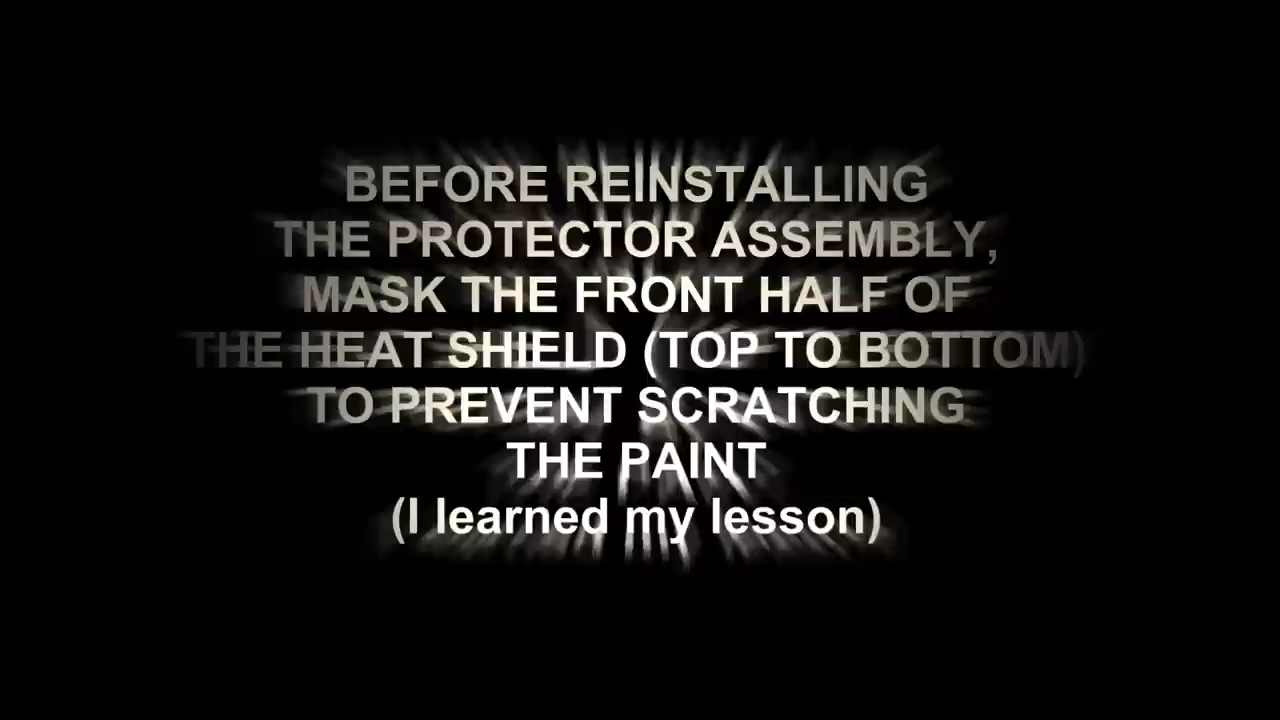 BEFORE REINSTALLING
THE PROTECTOR ASSEMBLY,
MASK THE FRONT HALF OF
THE HEAT SHIELD (TOP TO BOTTOM)
TO PREVENT SCRATCHING
THE PAINT
(I learned my lesson)